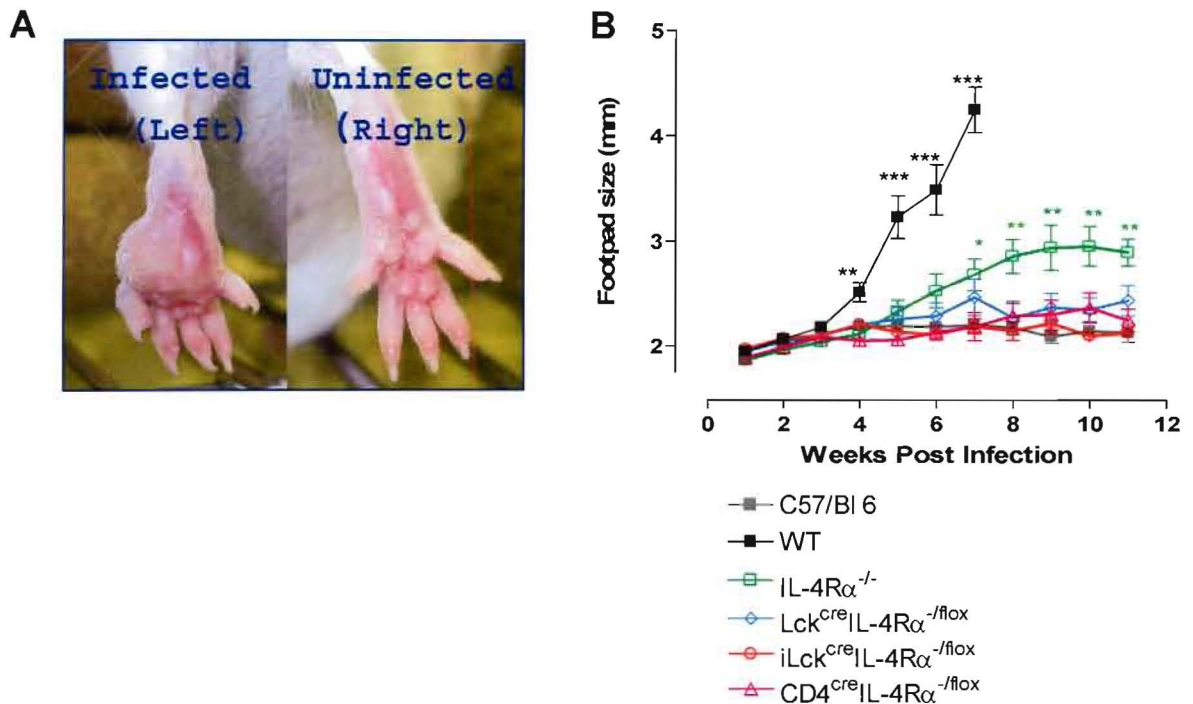 A
Infected
(Left)
Uninfected
(Right)
B
Footpad size (mm)
5
4
3
2
***
***
***
**
*
**
**
**
**
0
2
4
6
8
10
12
Weeks Post Infection
C57/Bl 6
WT
IL-4Rα-/-
LckcreIL-4Rα-/flox
iLckcreIL-4Rα-/flox
CD4creIL-4Rα-/flox